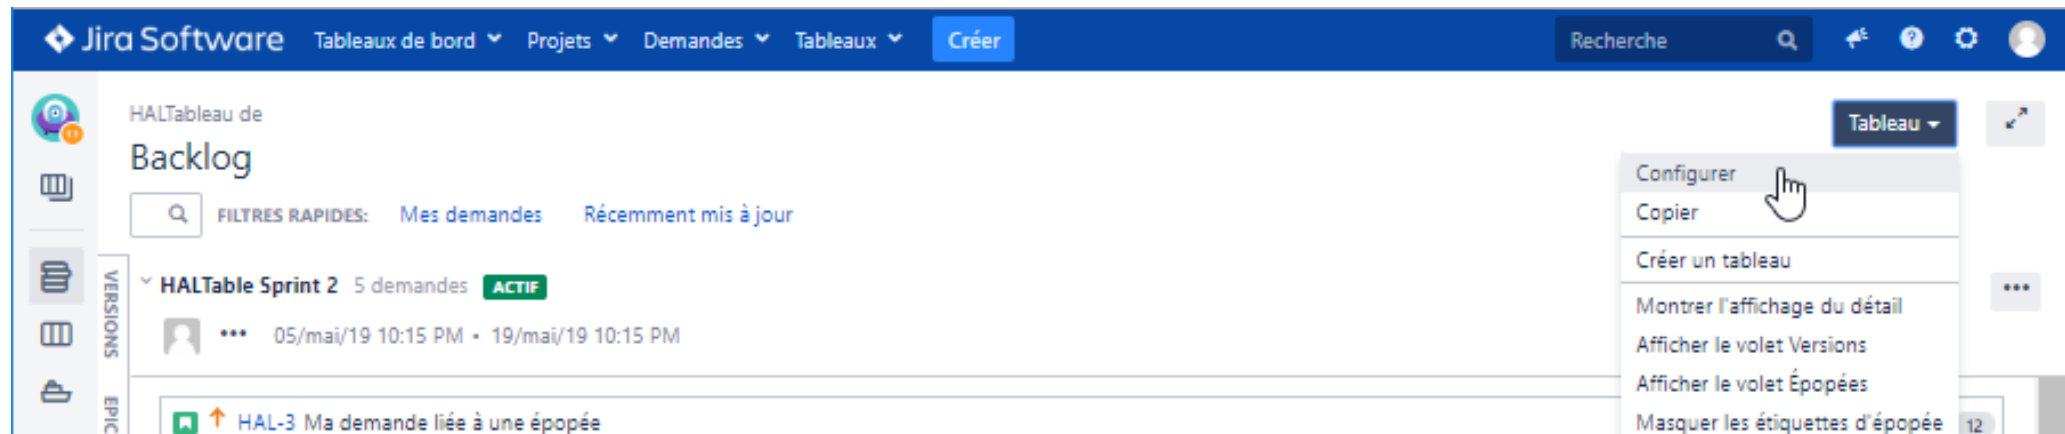 Jira Software Tableaux de bord Projets Demandes Tableaux Créer Recherche
HALTableau de
Tableau
Backlog
Configurer
FILTRES RAPIDES: Mes demandes Récemment mis à jour
Copier
Créer un tableau
HALTable Sprint 2 5 demandes ACTIF
Montrer l'affichage du détail
05/mai/19 10:15 PM • 19/mai/19 10:15 PM
Afficher le volet Versions
Afficher le volet Épopées
VERSIONS
EPIC
HAL-3 Ma demande liée à une épopée
Masquer les étiquettes d'épopée 12